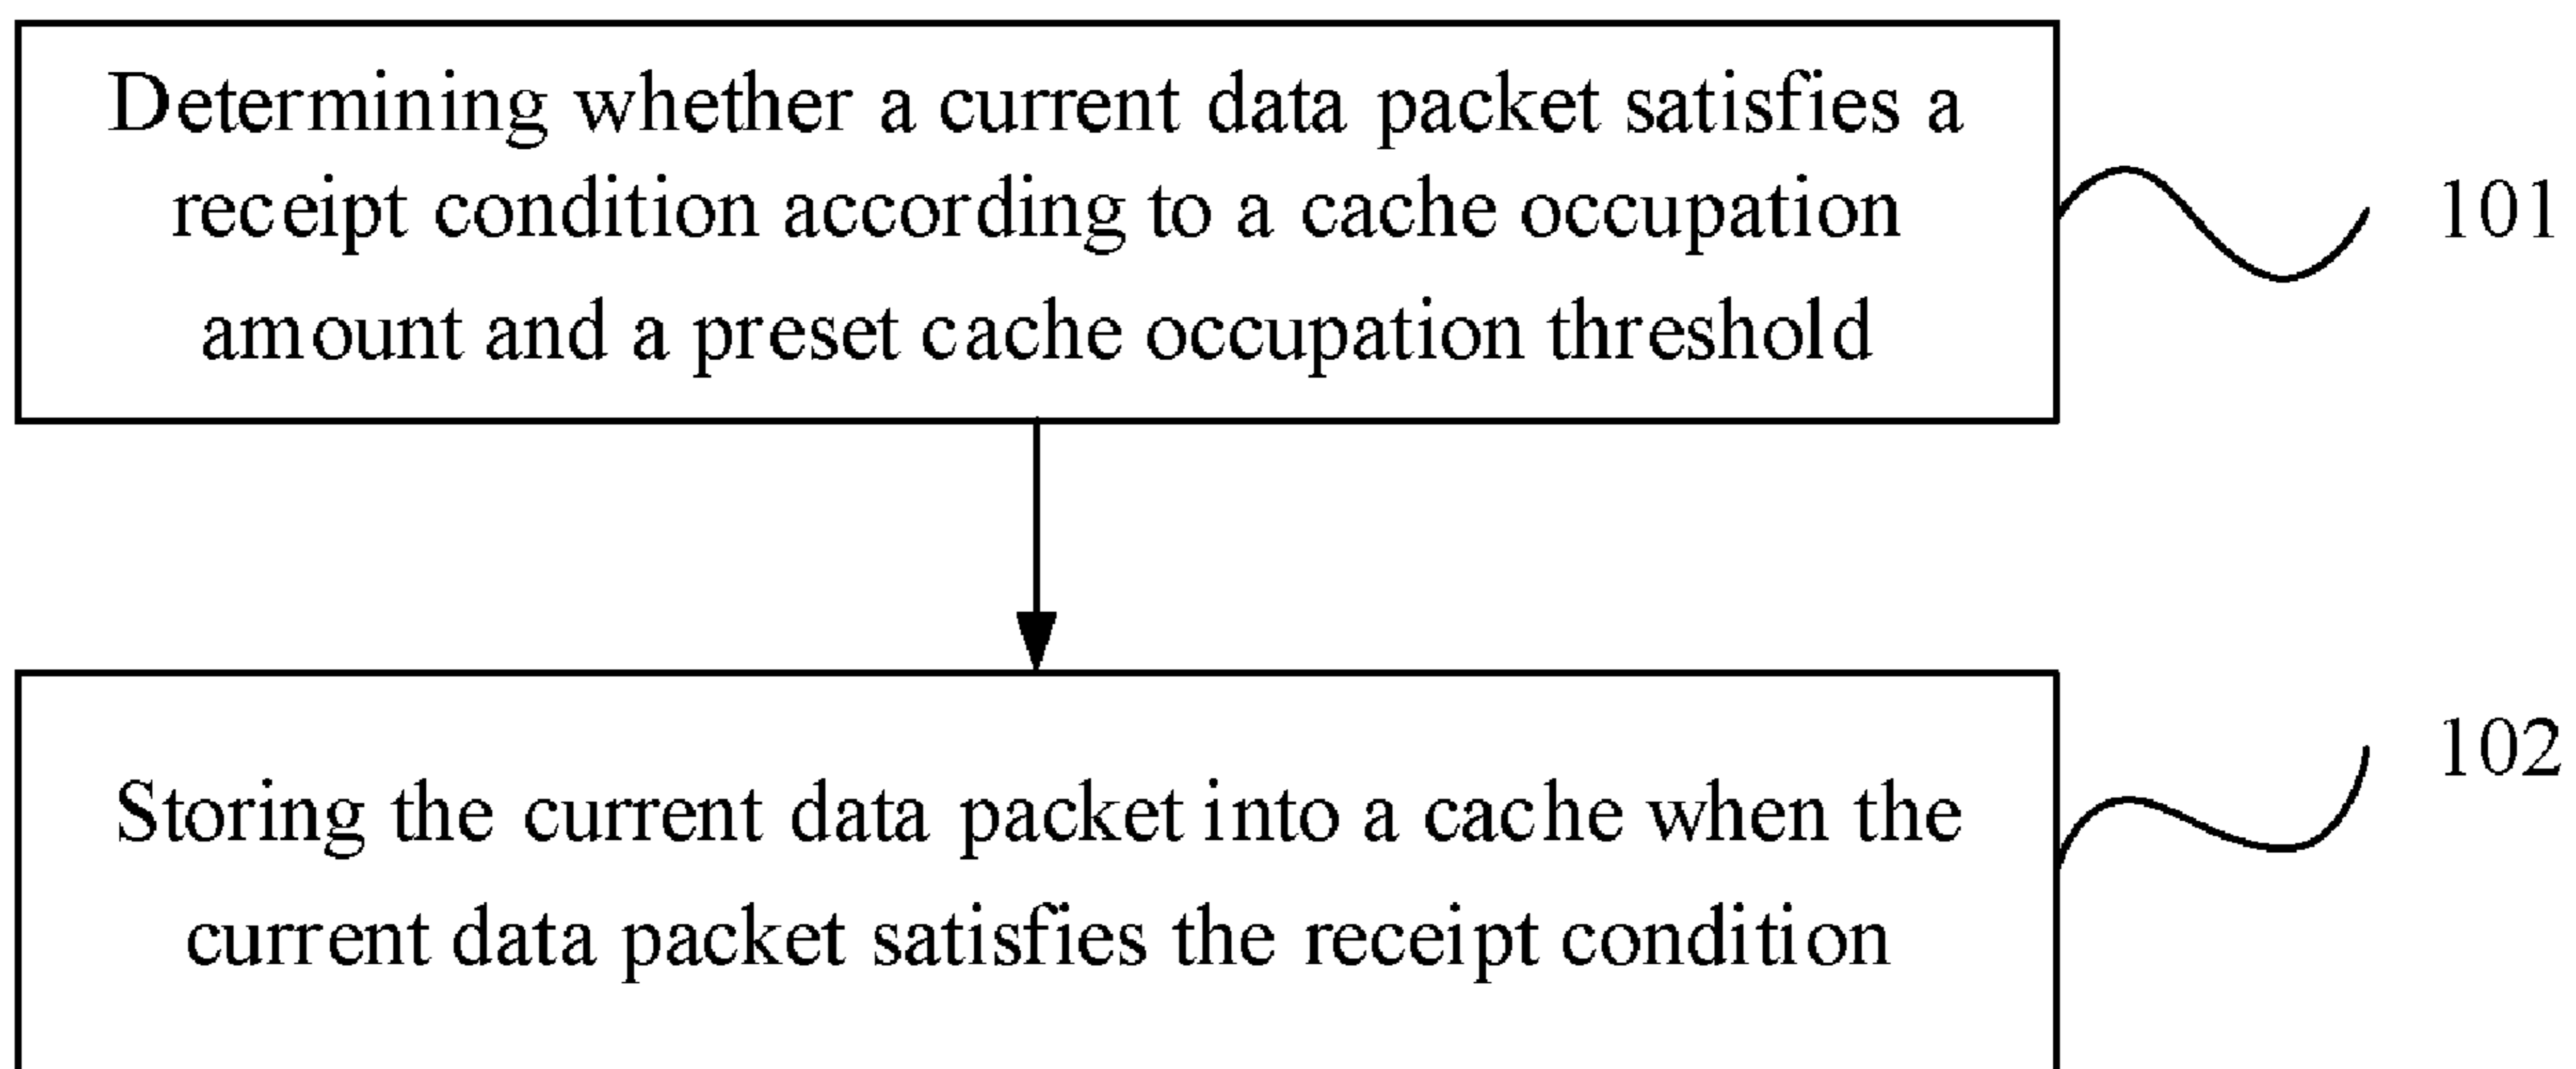 Determining whether a current data packet satisfies a
receipt condition according to a cache occupation
amount and a preset cache occupation threshold
101
Storing the current data packet into a cache when the
current data packet satisfies the receipt condition
102